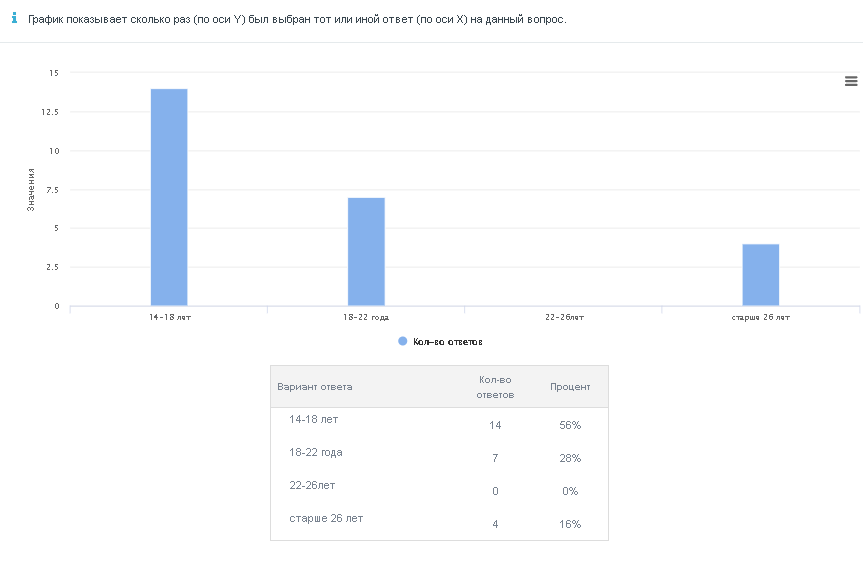 График показывает сколько раз (по оси Y) был выбран тот или иной ответ (по оси X) на данный вопрос.
15
12.5
10
7.5
5
2.5
0
Значения
14-18 лет
18-22 года
22-26лет
старше 26 лет
Кол-во ответов
Вариант ответа
Кол-во
ответов
Процент
14-18 лет
14
56%
18-22 года
7
28%
22-26лет
0
0%
старше 26 лет
4
16%